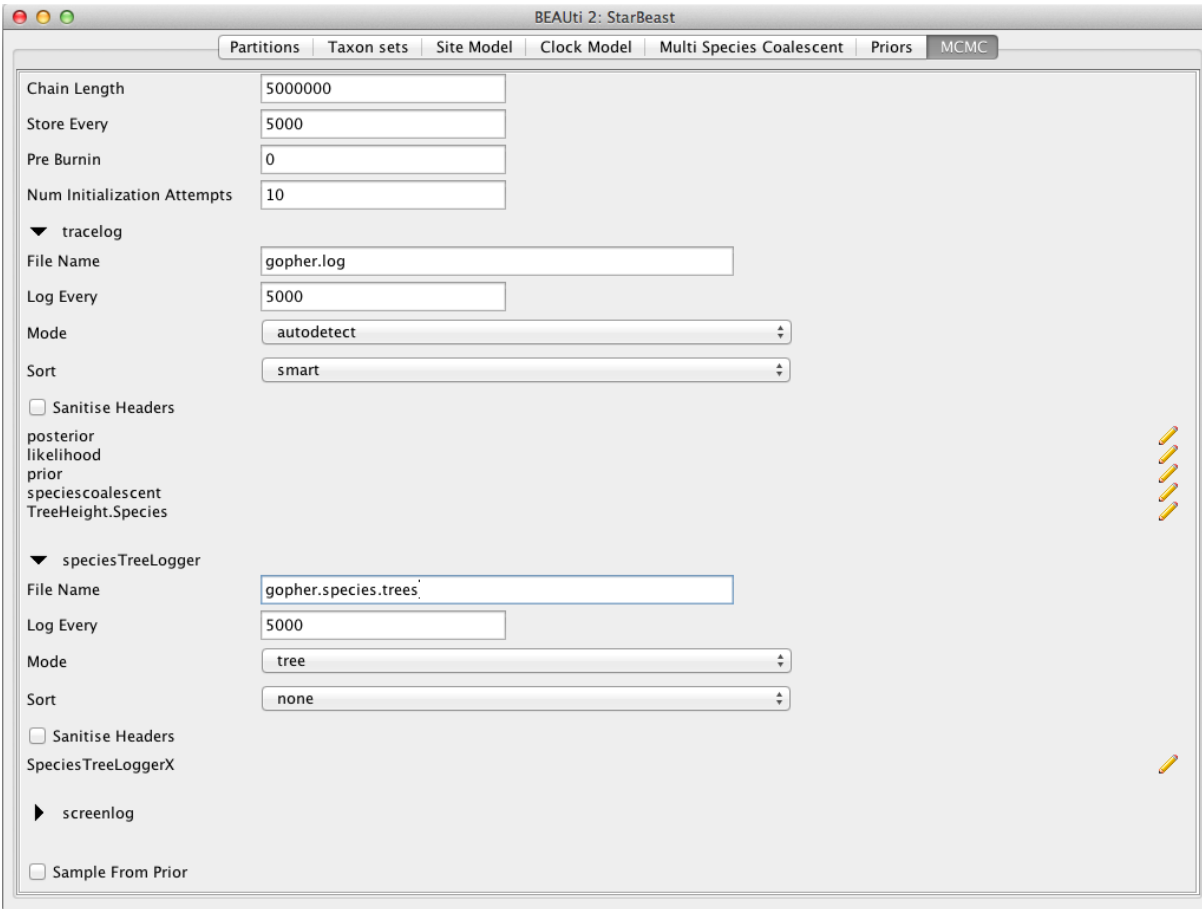 BEAUti 2: StarBeast
Partitions Taxon sets Site Model Clock Model Multi Species Coalescent Priors MCMC
Chain Length 5000000
Store Every 5000
Pre Burnin 0
Num Initialization Attempts 10
tracelog
File Name gopher.log
Log Every 5000
Mode autodetect
Sort smart
Sanitise Headers
posterior
likelihood
prior
speciescoalescent
TreeHeight.Species
speciesTreeLogger
File Name gopher.species.trees
Log Every 5000
Mode tree
Sort none
Sanitise Headers
SpeciesTreeLoggerX
screenlog
Sample From Prior